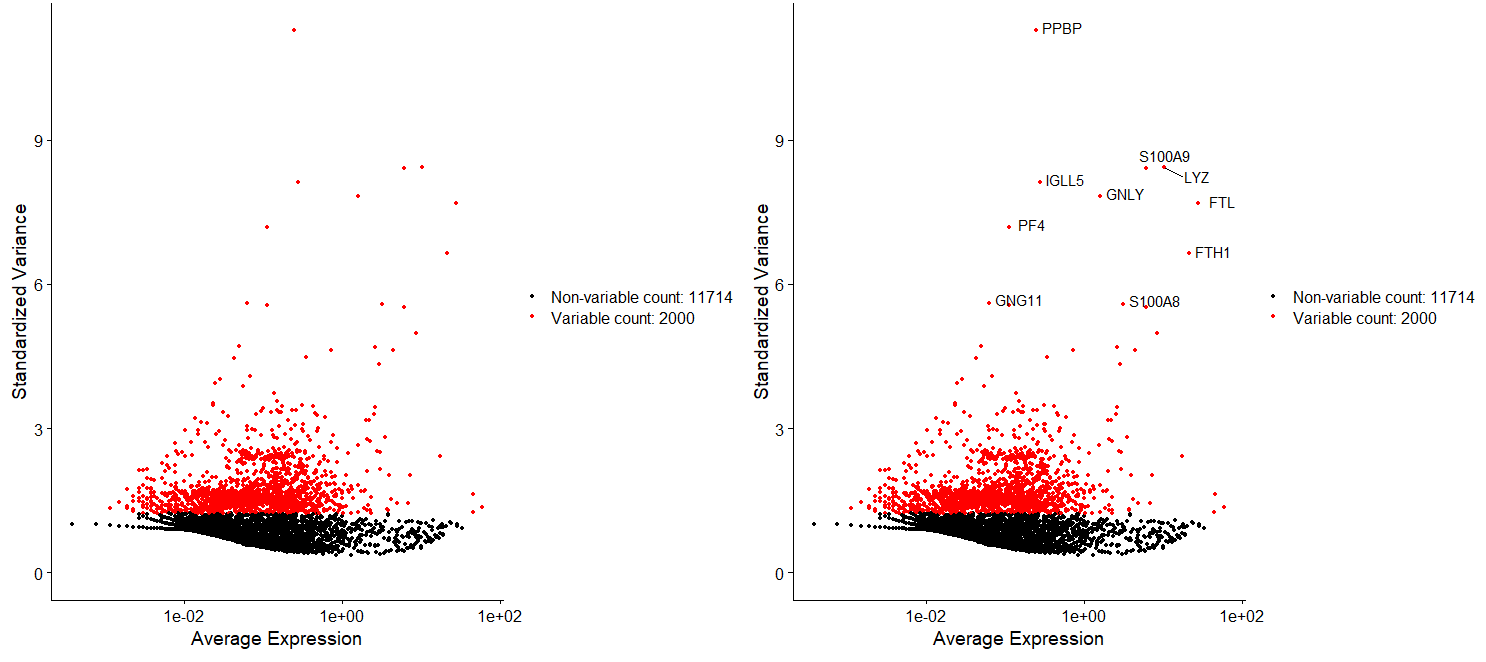 Standardized Variance
9
6
3
0
1e-02
1e+00
1e+02
Average Expression
Non-variable count: 11714
Variable count: 2000
Standardized Variance
9
6
3
0
1e-02
1e+00
1e+02
Average Expression
PPBP
S100A9
LYZ
IGLL5
GNLY
FTL
PF4
FTH1
GNG11
S100A8
Non-variable count: 11714
Variable count: 2000